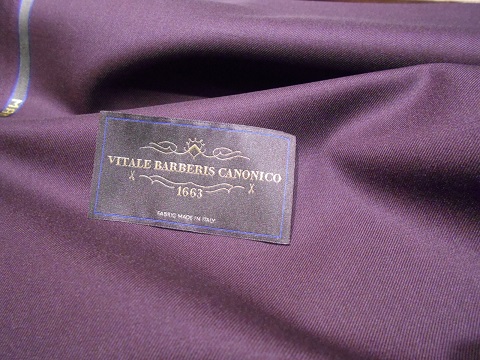 VITALE BARBERIS CANONICO
1663
FABRIC MADE IN ITALY